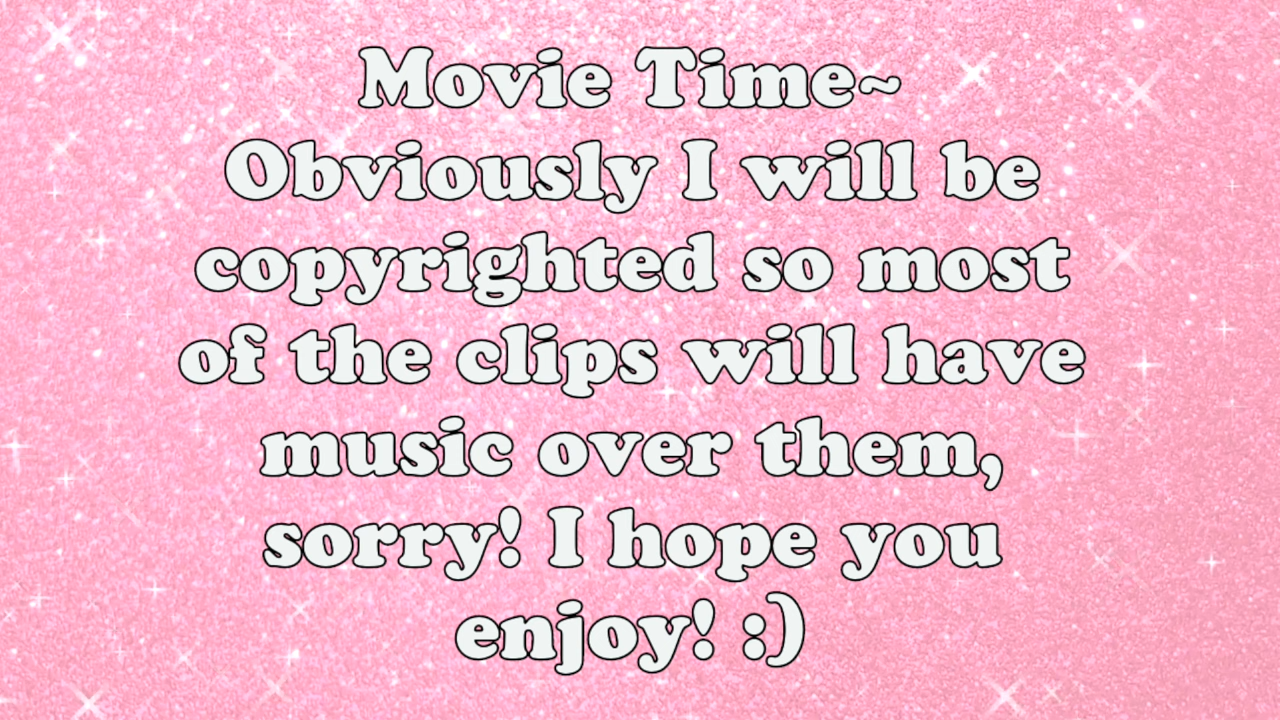 Movie Time~
Obviously I will be
copyrighted so most
of the clips will have
music over them,
sorry! I hope you
enjoy! :)